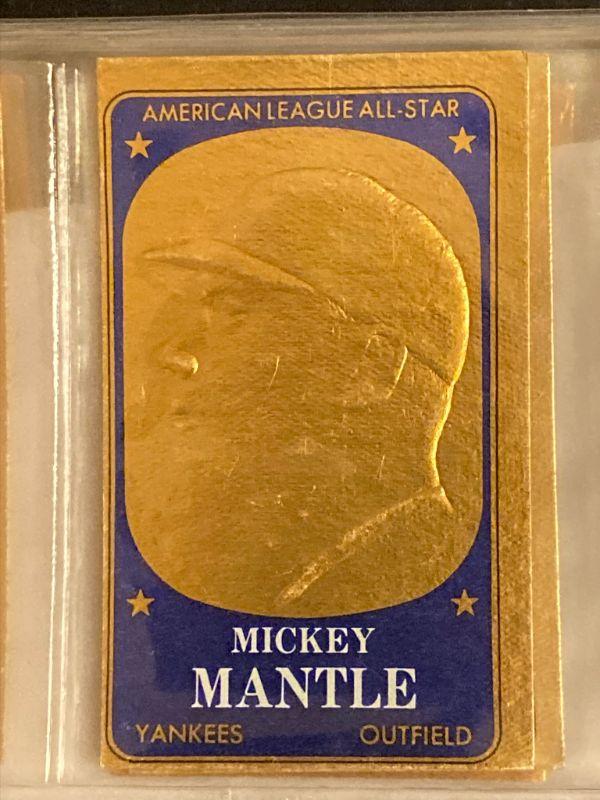 AMERICAN LEAGUE ALL-STAR
MICKEY
MANTLE
YANKEES OUTFIELD